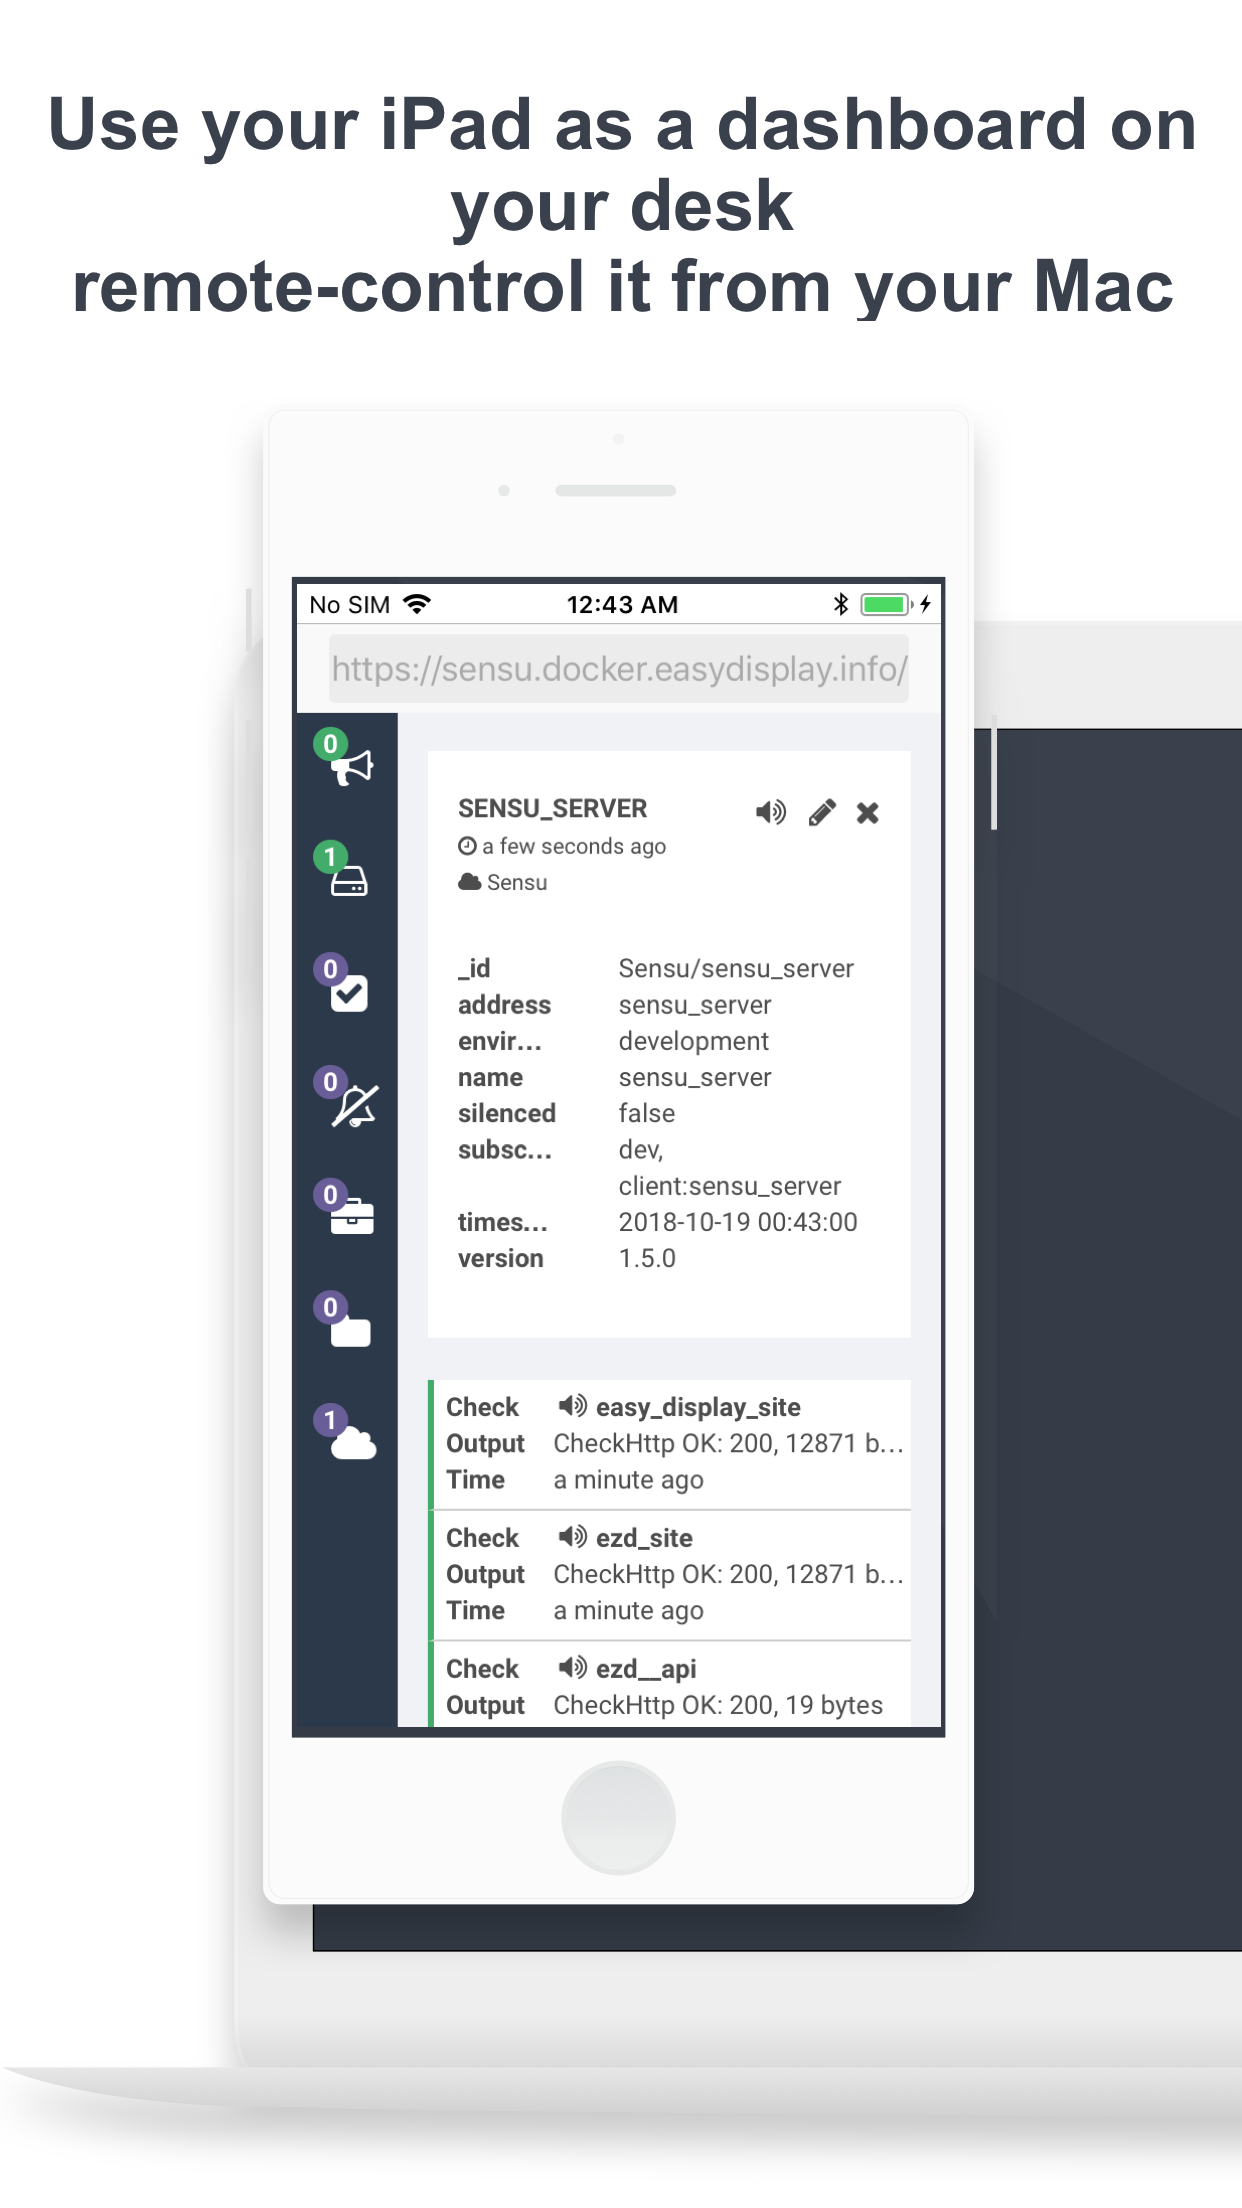 Use your iPad as a dashboard on
your desk
remote-control it from your Mac
No SIM 12:43 AM
https://sensu.docker.easydisplay.info/
0
1
0
0
0
0
1
SENSU_SERVER
a few seconds ago
Sensu
_id Sensu/sensu_server
address sensu_server
envir... development
name sensu_server
silenced false
subsc... dev,
client:sensu_server
times... 2018-10-19 00:43:00
version 1.5.0
Check easy_display_site
Output CheckHttp OK: 200, 12871 b...
Time a minute ago
Check ezd_site
Output CheckHttp OK: 200, 12871 b...
Time a minute ago
Check ezd__api
Output CheckHttp OK: 200, 19 bytes